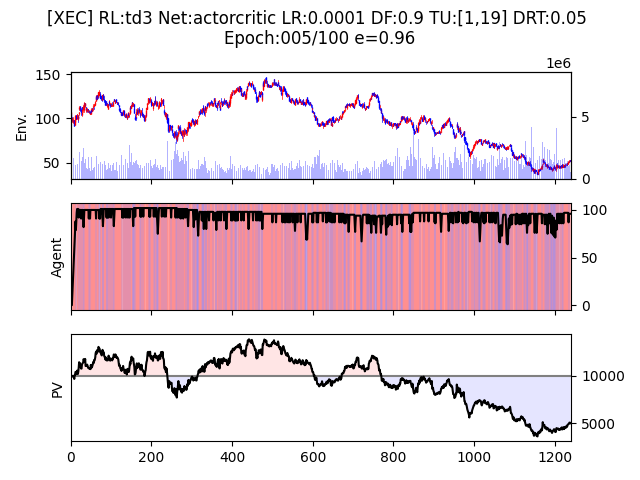 [XEC] RL:td3 Net:actorcritic LR:0.0001 DF:0.9 TU:[1,19] DRT:0.05
Epoch:005/100 e=0.96
1e6
150
100
50
Env.
5
0
Agent
100
50
0
PV
10000
5000
0 200 400 600 800 1000 1200